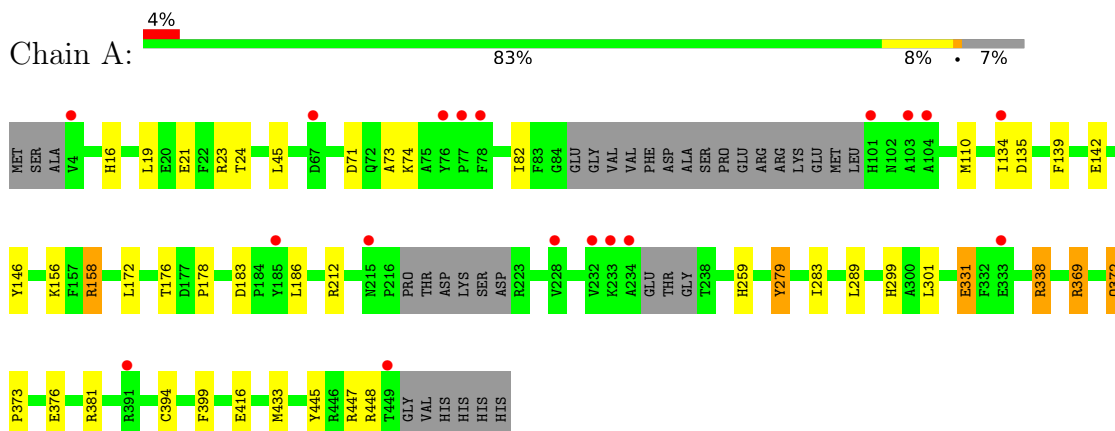 4%
Chain A:
83% 8% • 7%
MET SER ALA V4 H16 L19 E20 E21 F22 R23 T24 L45 D67 D71 Q72 A73 K74 A75 Y76 P77 F78 I82 F83 G84 GLU GLY VAL VAL PHE ASP ALA SER PRO GLU ARG ARG LYS GLU MET LEU H101 N102 A103 A104 M110 I134 D135 F139 E142
Y146 K156 F157 R158 L172 T176 D177 P178 D183 P184 Y185 L186 R212 N215 P216 PRO THR ASP LYS SER ASP R223 V228 V232 K233 A234 GLU THR GLY T238 H259 Y279 I283 L289 H299 A300 L301 E331 F332 E333 R338 R369 Q372
P373 E376 R381 R391 C394 F399 E416 M433 Y445 R446 R447 R448 T449 GLY VAL HIS HIS HIS HIS